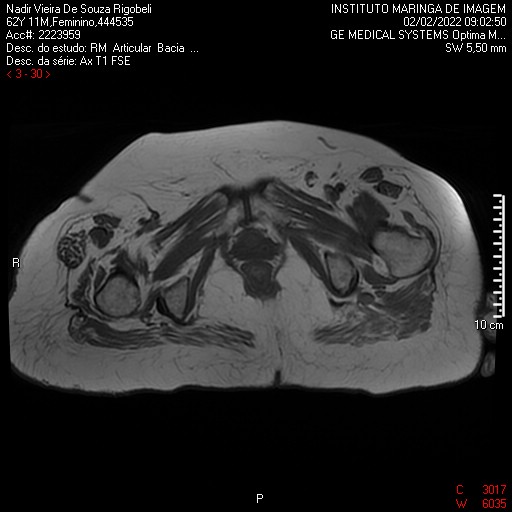 Nadir Vieira De Souza Rigobeli
62Y 11M,Feminino,444535
Acc#: 2223959
Desc. do estudo: RM Articular Bacia ...
Desc. da série: Ax T1 FSE
< 3 - 30 >
INSTITUTO MARINGA DE IMAGEM
02/02/2022 09:02:50
GE MEDICAL SYSTEMS Optima M...
SW 5,50 mm
R
10 cm
P
C 3017
W 6035